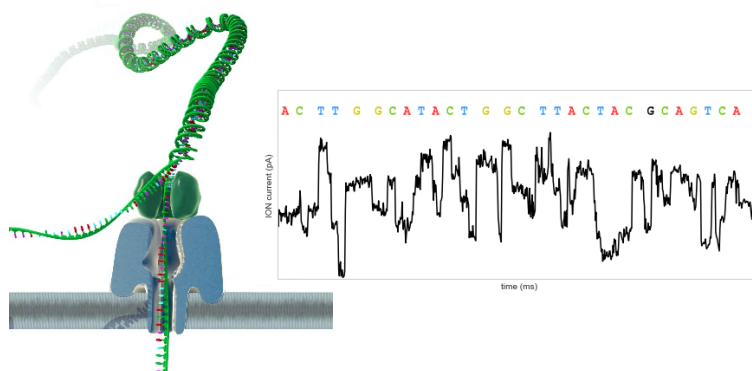 A C T T G G C A T A C T G G C T T A C T A C G C A G T C A
ION current (pA)
time (ms)